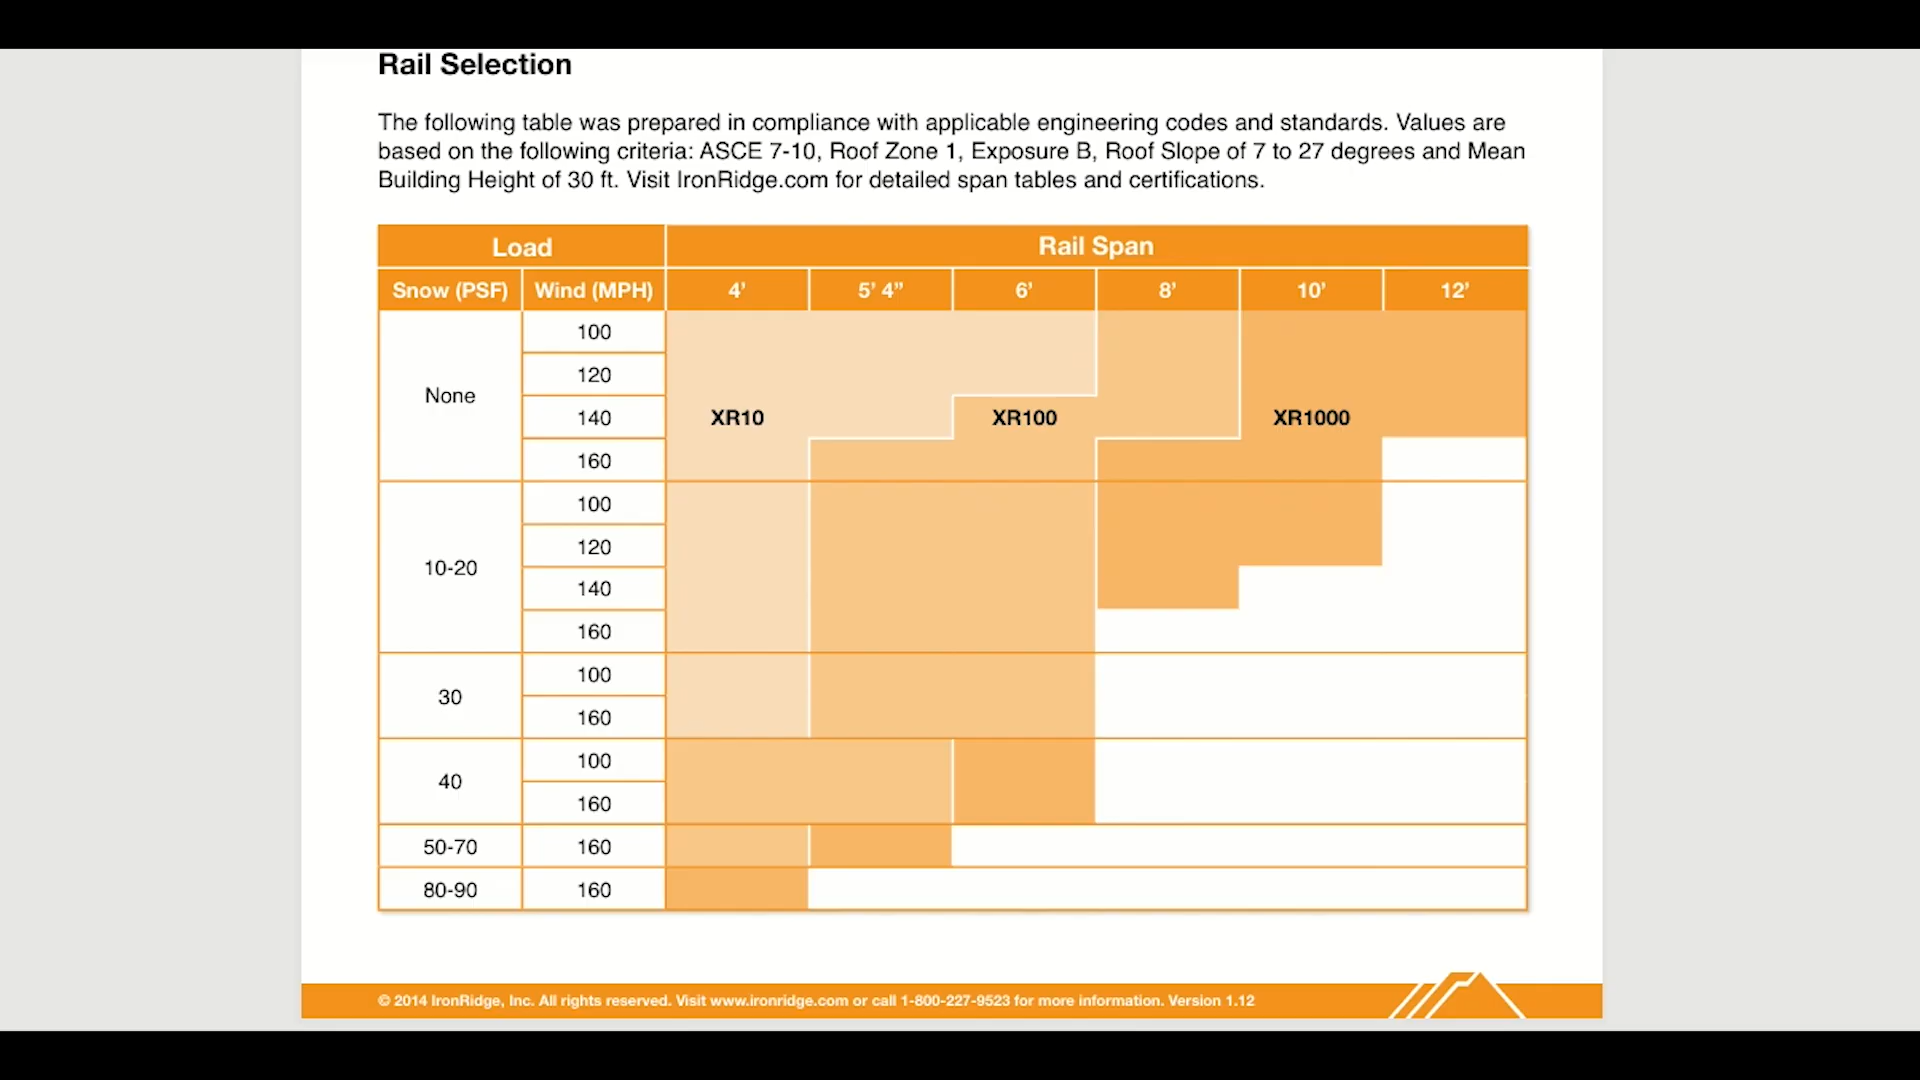 Rail Selection
The following table was prepared in compliance with applicable engineering codes and standards. Values are
based on the following criteria: ASCE 7-10, Roof Zone 1, Exposure B, Roof Slope of 7 to 27 degrees and Mean
Building Height of 30 ft. Visit IronRidge.com for detailed span tables and certifications.
Load Rail Span
Snow (PSF) Wind (MPH) 4’ 5’ 4” 6’ 8’ 10’ 12’
None
100
120
140 XR10 XR100 XR1000
160
10-20
100
120
140
160
30
100
160
40
100
160
50-70 160
80-90 160
© 2014 IronRidge, Inc. All rights reserved. Visit www.ironridge.com or call 1-800-227-9523 for more information. Version 1.12